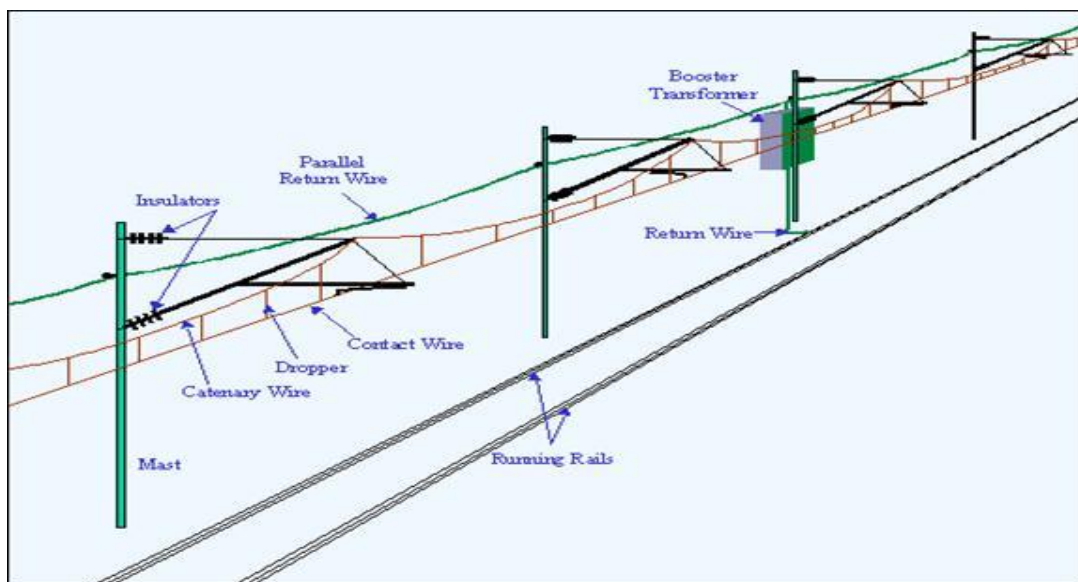 Booster
Transformer
Parallel
Return Wire
Insulators
Return Wire
Contact Wire
Dropper
Catenary Wire
Running Rails
Mast